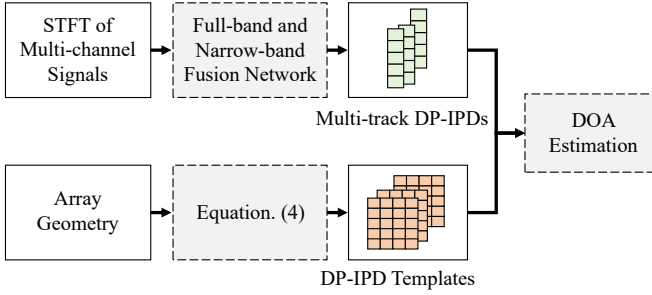 STFT of
Multi-channel
Signals
Full-band and
Narrow-band
Fusion Network
Multi-track DP-IPDs
DOA
Estimation
Array
Geometry
Equation. (4)
DP-IPD Templates